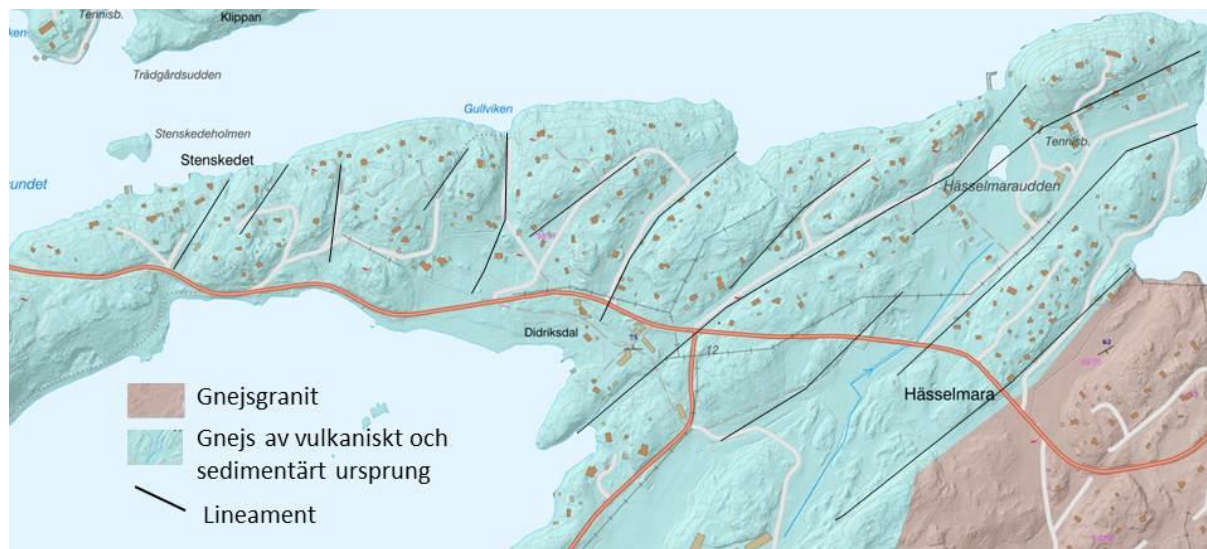 Tennisb.
Klippan
ken
Trädgårdsudden
Gullviken
Stenskedeholmen
Stenskedet
undet
Tennisb.
Hässelmaraudden
Didriksdal
12
Hässelmara
Gnejsgranit
Gnejs av vulkaniskt och
sedimentärt ursprung
Lineament